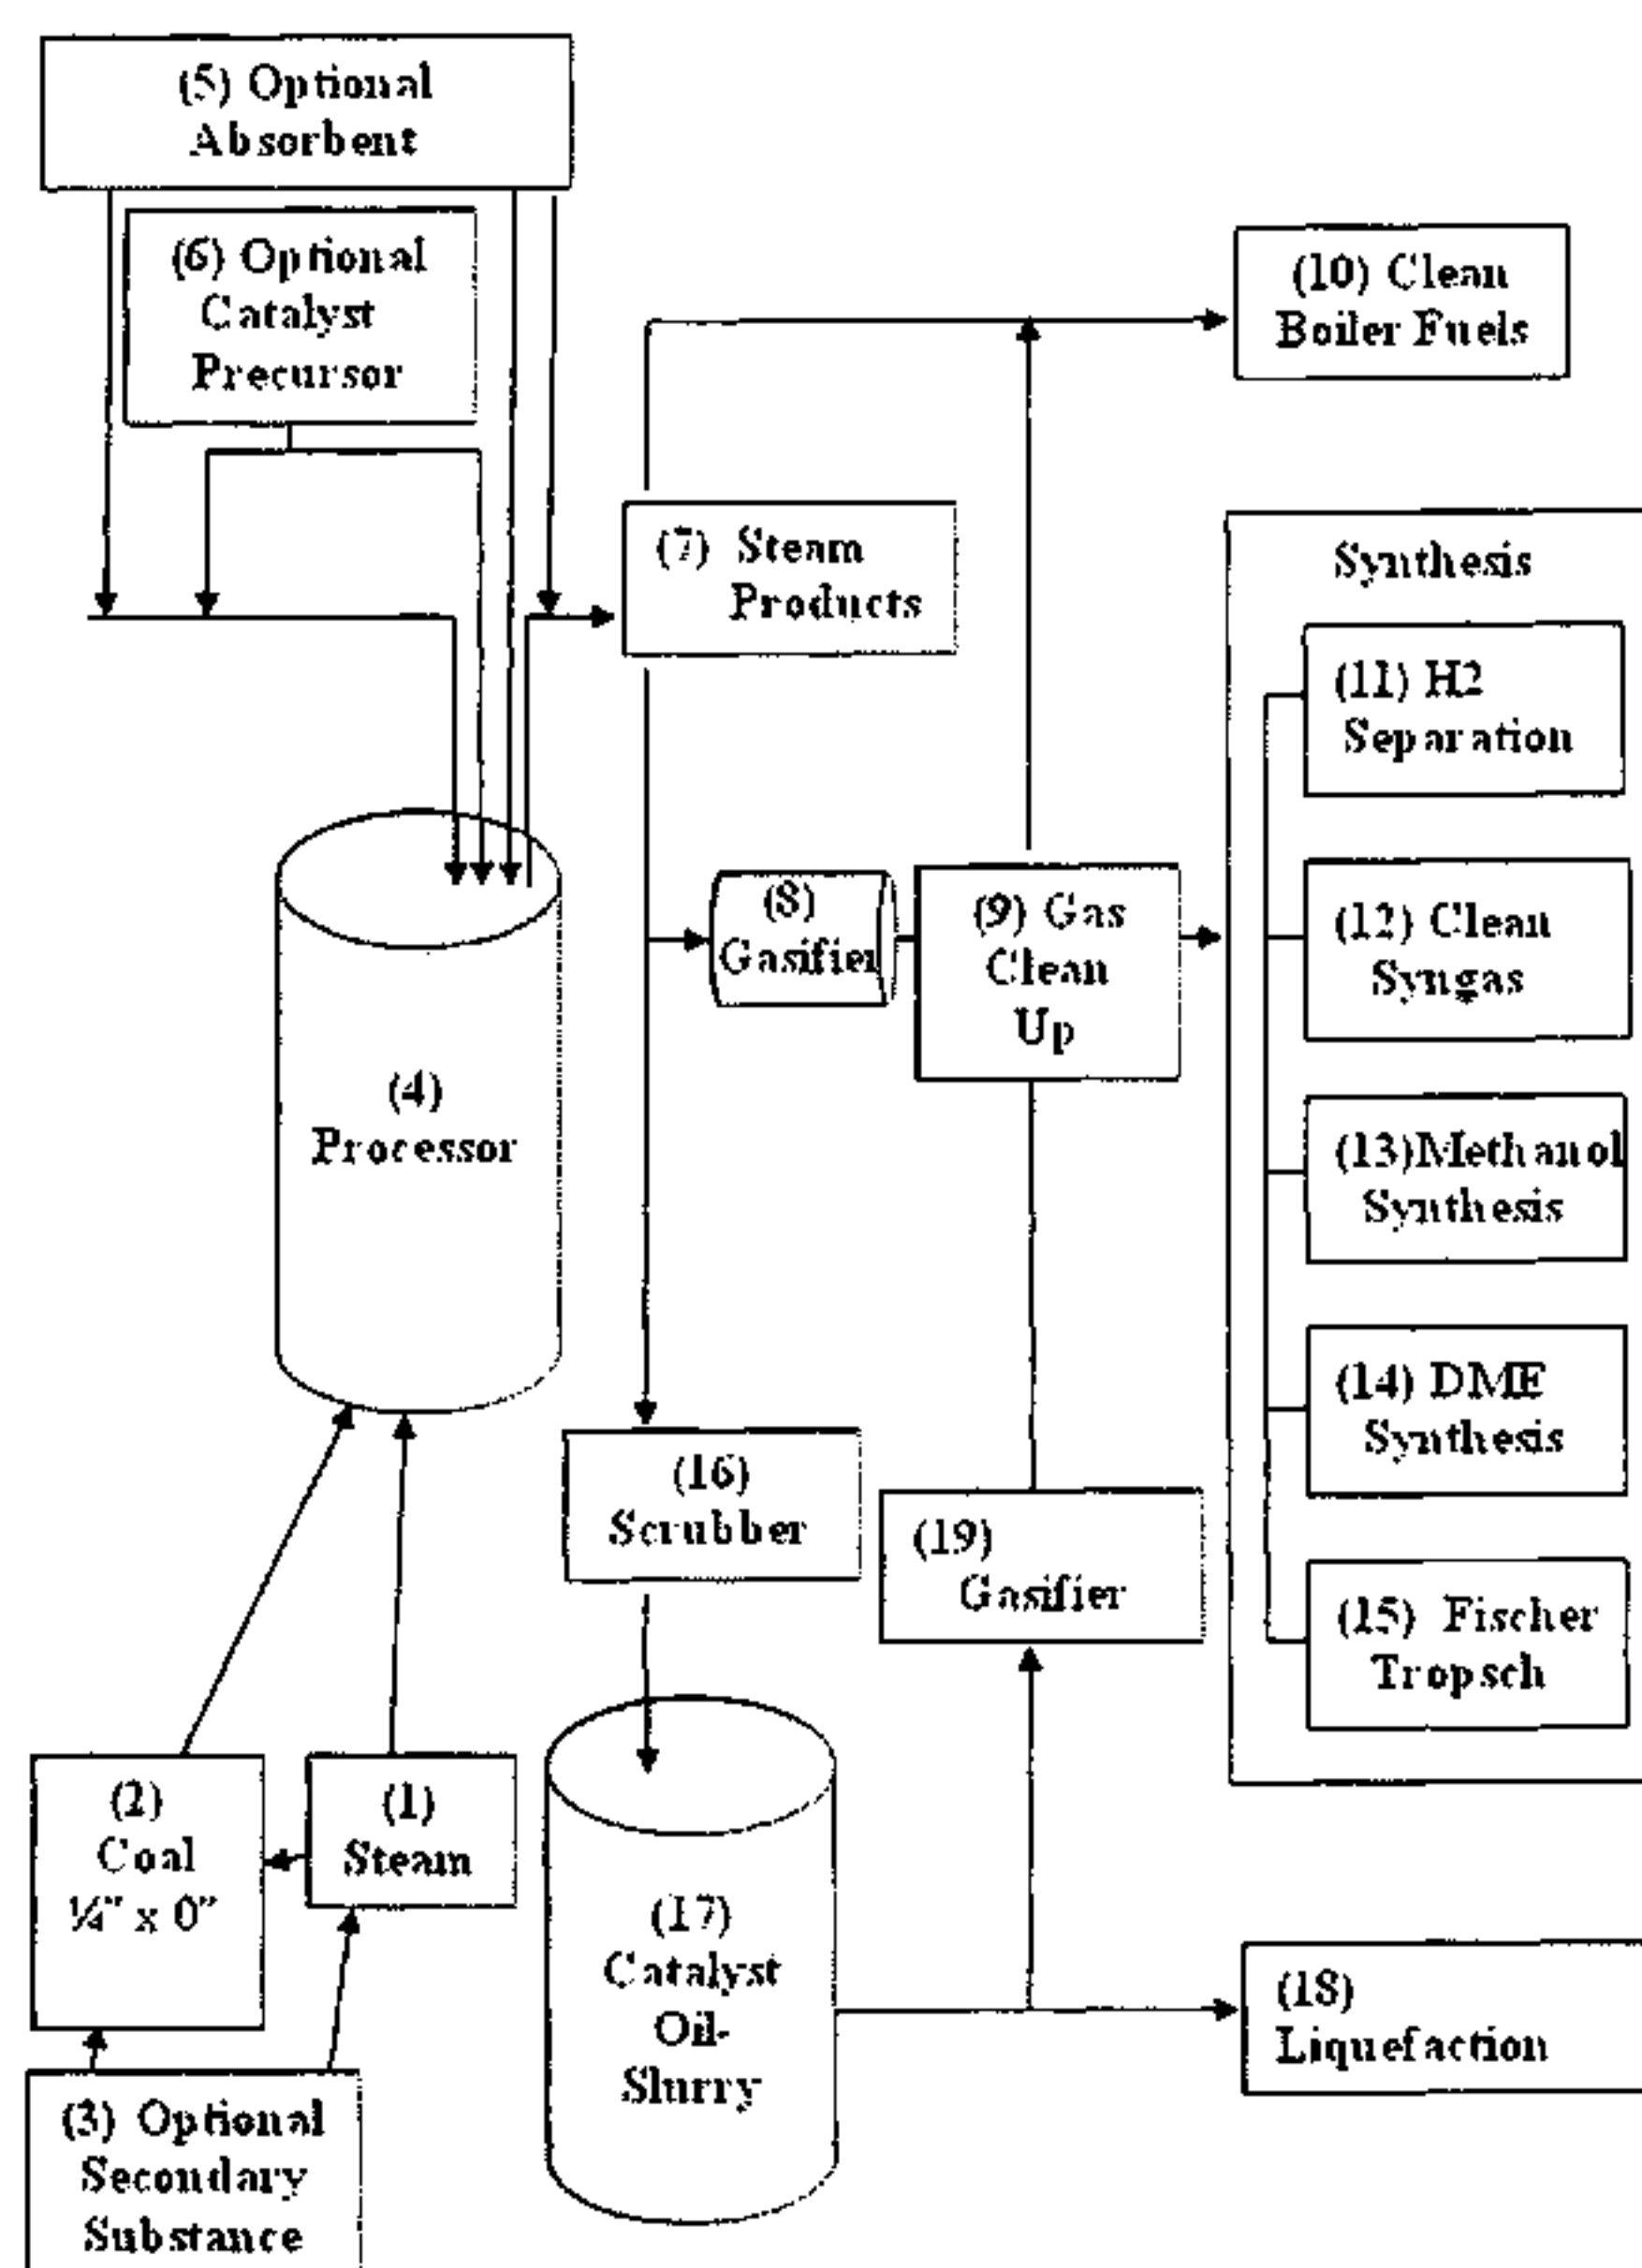 (5) Optional
Absorbent
(6) Optional
Catalyst
Precursor
(10) Clean
Boiler Fuels
(7) Steam
Products
Synthesis
(11) H2
Separation
(8)
Gasifier
(9) Gas
Clean
Up
(12) Clean
Syngas
(4)
Processor
(13)Methanol
Synthesis
(14) DME
Synthesis
(16)
Scrubber
(19)
Gasifier
(15) Fischer
Tropsch
(2)
Coal
¼" x 0"
(1)
Steam
(17)
Catalyst
Oil-
Slurry
(18)
Liquefaction
(3) Optional
Secondary
Substance